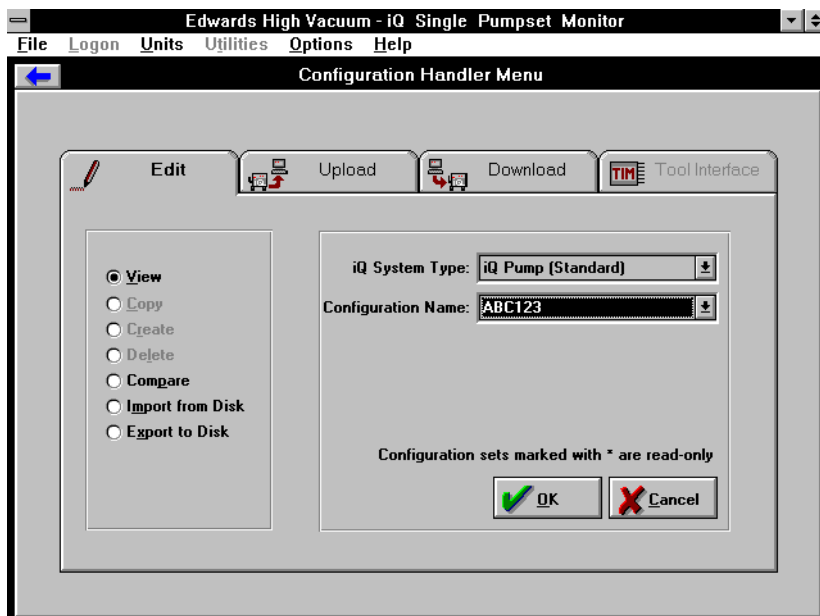 Edwards High Vacuum - iQ Single Pumpset Monitor
File Logon Units Utilities Options Help
Configuration Handler Menu
Edit Upload Download TIM Tool Interface
View
Copy
Create
Delete
Compare
Import from Disk
Export to Disk
iQ System Type: iQ Pump (Standard)
Configuration Name: ABC123
Configuration sets marked with * are read-only
OK Cancel